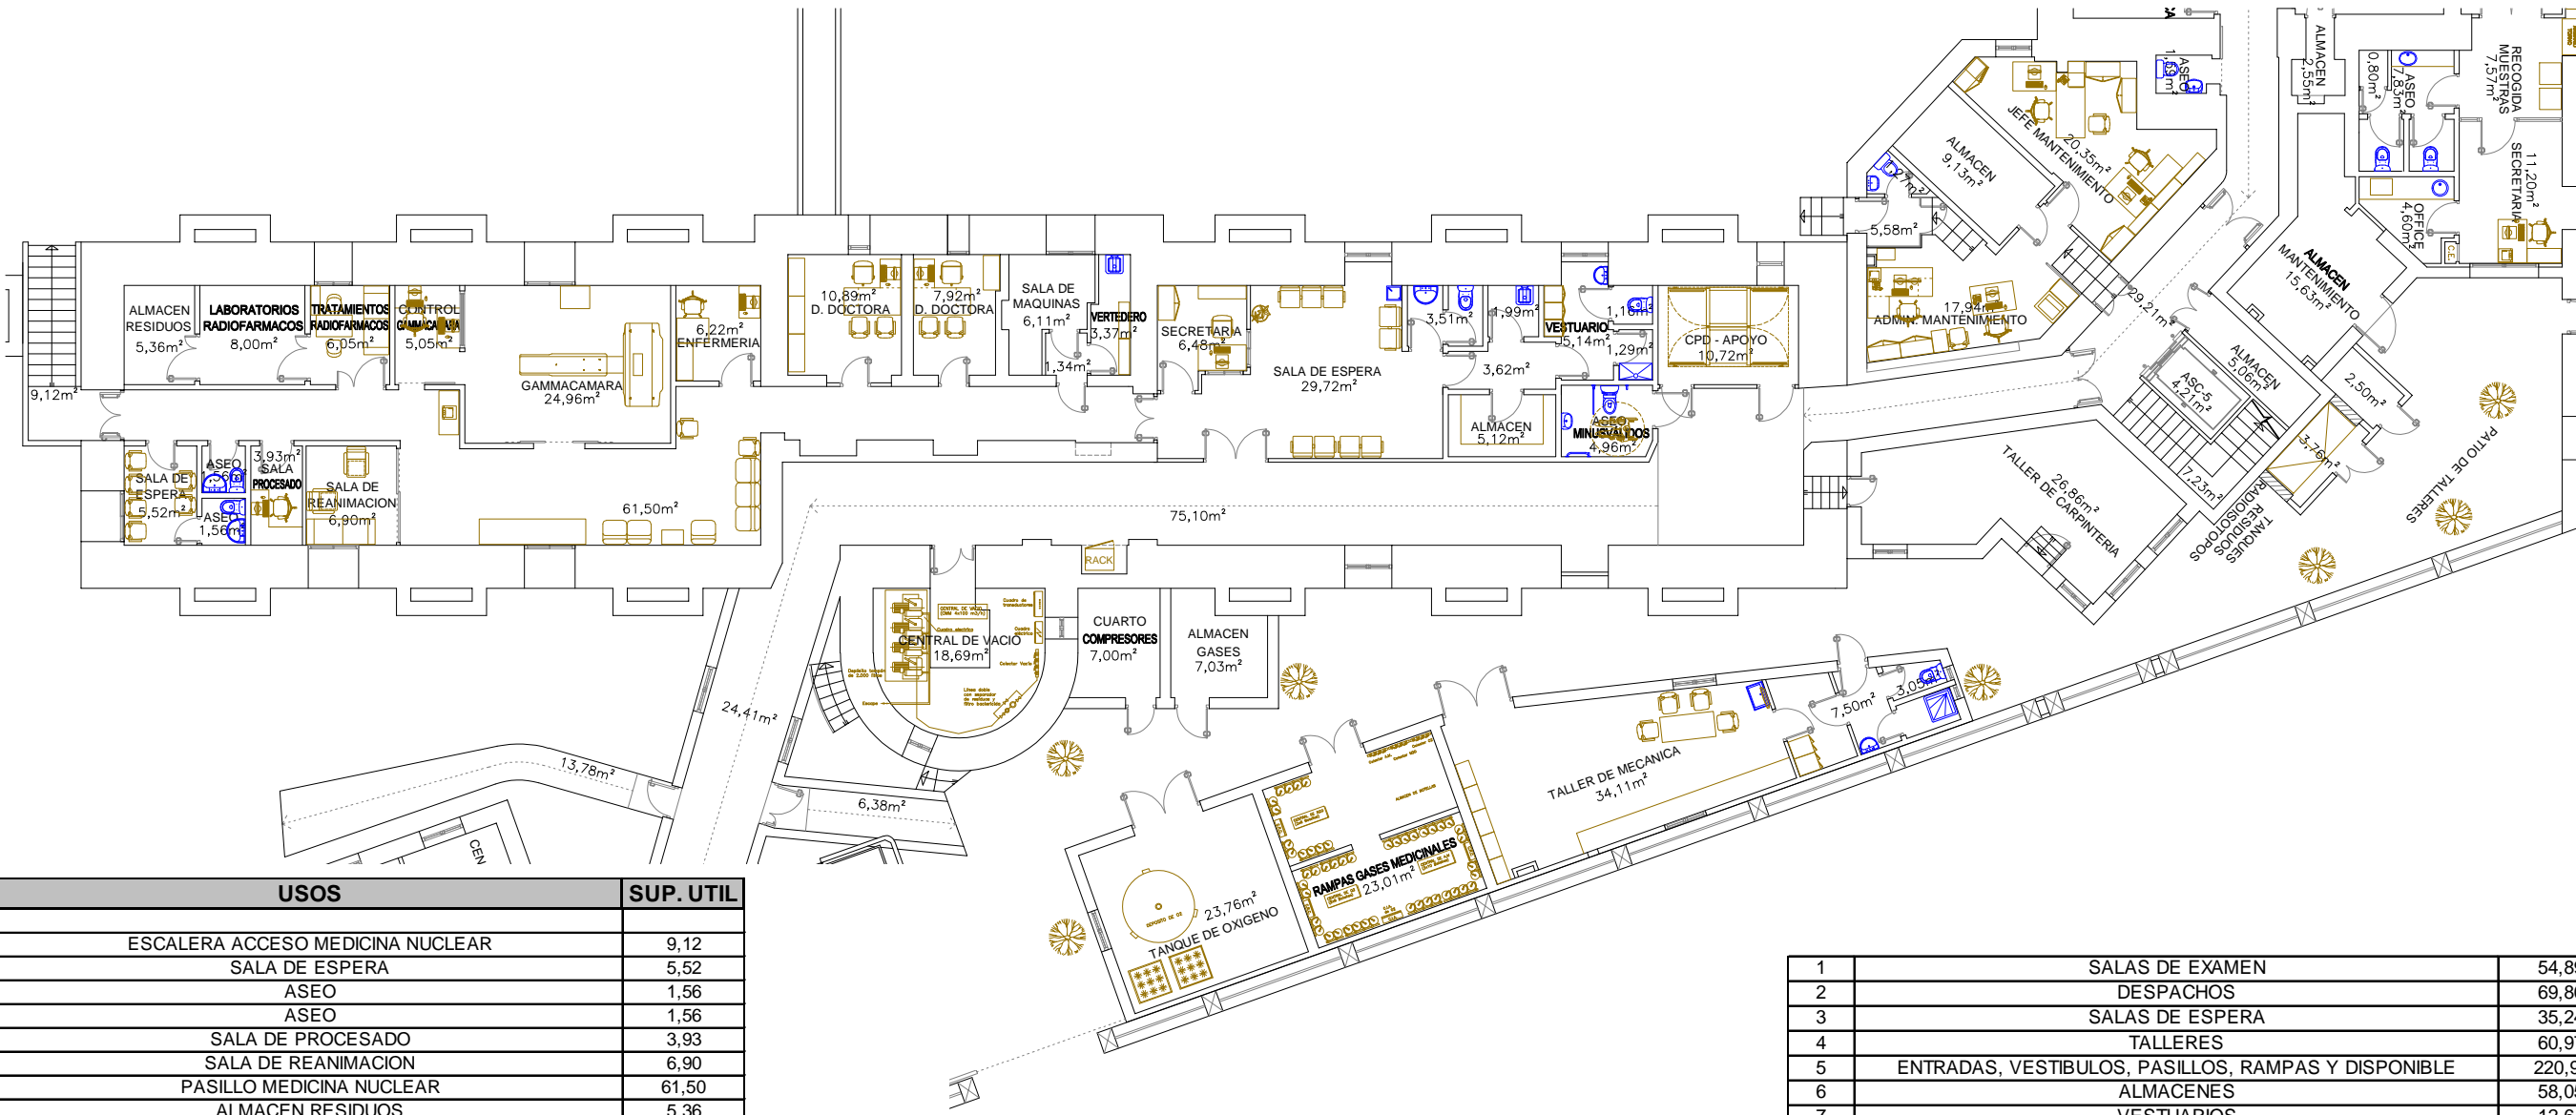 ALMACEN
RESIDUOS
5,36m²
LABORATORIOS
RADIOFARMACOS
8,00m²
TRATAMIENTOS
RADIOFARMACOS
6,05m²
CONTROL
GAMMACAMARA
5,05m²
GAMMACAMARA
24,96m²
6,22m²
ENFERMERIA
10,89m²
D. DOCTORA
7,92m²
D. DOCTORA
SALA DE
MAQUINAS
6,11m²
1,34m²
VERTEDERO
3,37m²
SECRETARIA
6,48m²
SALA DE ESPERA
29,72m²
3,51m²
1,99m²
3,62m²
VESTUARIO
5,14m²
1,18m²
1,29m²
CPD - APOYO
10,72m²
ALMACEN
5,12m²
ASEO
MINUSVALIDOS
4,96m²
9,12m²
SALA DE
ESPERA
5,52m²
ASEO
1,56m²
ASEO
1,56m²
3,93m²
SALA
PROCESADO
SALA DE
REANIMACION
6,90m²
61,50m²
75,10m²
RACK
CENTRAL DE VACIO
18,69m²
CUARTO
COMPRESORES
7,00m²
ALMACEN
GASES
7,03m²
24,41m²
13,78m²
6,38m²
CEN
23,76m²
TANQUE DE OXIGENO
RAMPAS GASES MEDICINALES
23,01m²
TALLER DE MECANICA
34,11m²
7,50m²
3,05m²
ALMACEN
9,13m²
20,35m²
JEFE MANTENIMIENTO
5,58m²
17,94m²
ADMIN. MANTENIMIENTO
29,21m²
ASEO
ALMACEN
2,55m²
0,80m²
ASEO
7,83m²
RECOGIDA
MUESTRAS
7,57m²
11,20m²
SECRETARIA
OFFICE
4,60m²
C.E.
ALMACEN
MANTENIMIENTO
15,63m²
ALMACEN
5,06m²
ASC-5
4,21m²
2,50m²
3,76m²
7,23m²
TANQUES
RESIDUOS
RADIOISOTOPOS
PATIO DE TALLERES
TALLER DE CARPINTERIA
26,86m²
USOS SUP. UTIL
ESCALERA ACCESO MEDICINA NUCLEAR 9,12
SALA DE ESPERA 5,52
ASEO 1,56
ASEO 1,56
SALA DE PROCESADO 3,93
SALA DE REANIMACION 6,90
PASILLO MEDICINA NUCLEAR 61,50
ALMACEN RESIDUOS 5,36
1 SALAS DE EXAMEN
2 DESPACHOS
3 SALAS DE ESPERA
4 TALLERES
5 ENTRADAS, VESTIBULOS, PASILLOS, RAMPAS Y DISPONIBLE
6 ALMACENES
7 VESTUARIOS